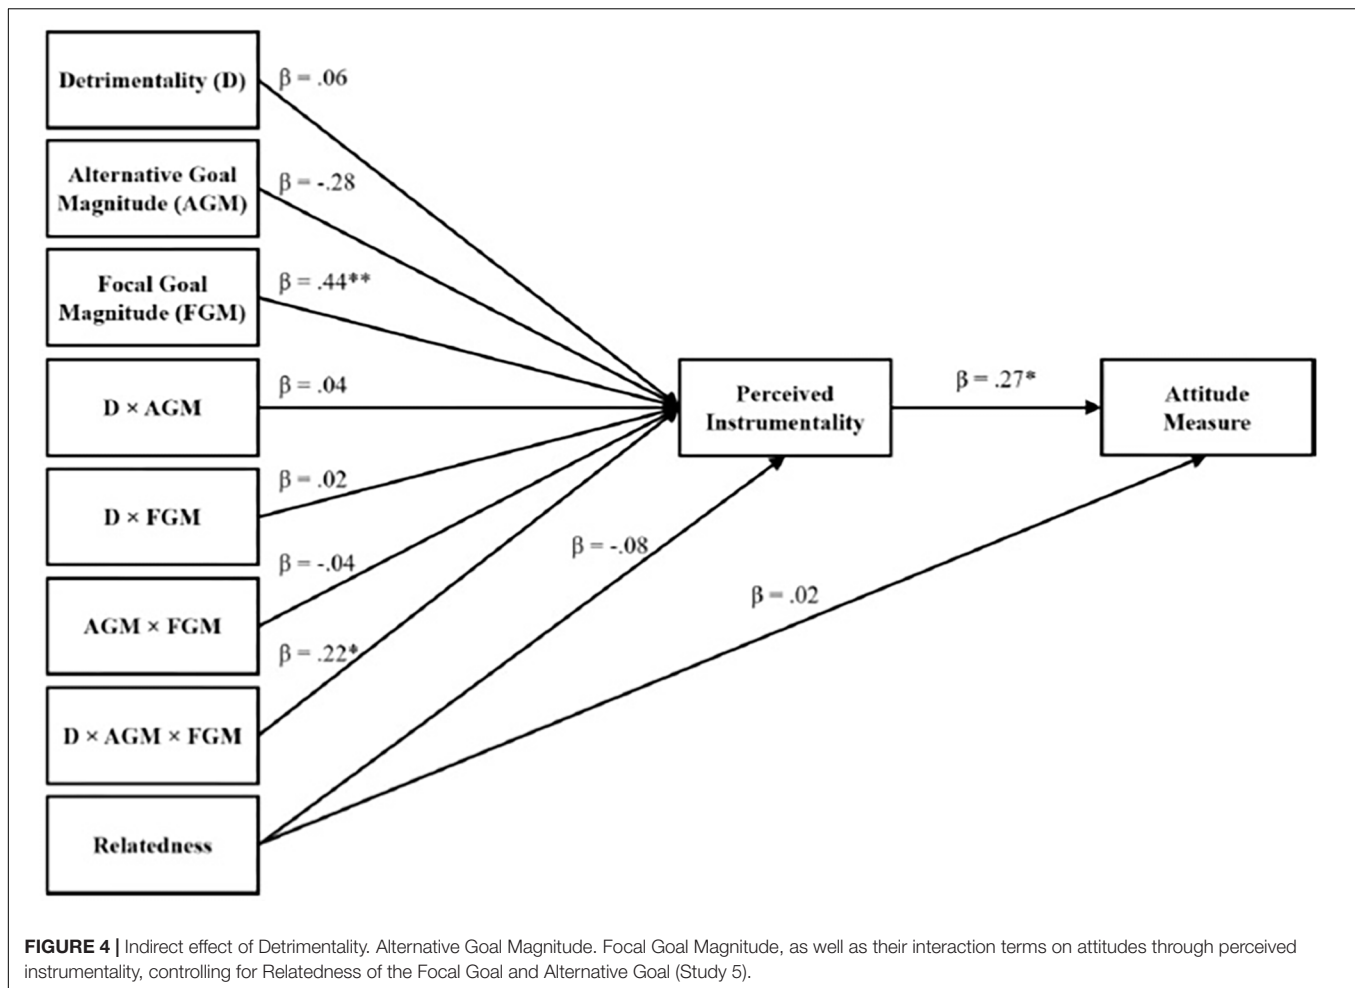 Detrimentality (D)
β = .06
Alternative Goal
Magnitude (AGM)
β = -.28
Focal Goal
Magnitude (FGM)
β = .44**
D × AGM
β = .04
Perceived
Instrumentality
β = .27*
Attitude
Measure
D × FGM
β = .02
AGM × FGM
β = -.04
β = -.08
β = .02
D × AGM × FGM
β = .22*
Relatedness
FIGURE 4 | Indirect effect of Detrimentality. Alternative Goal Magnitude. Focal Goal Magnitude, as well as their interaction terms on attitudes through perceived
instrumentality, controlling for Relatedness of the Focal Goal and Alternative Goal (Study 5).